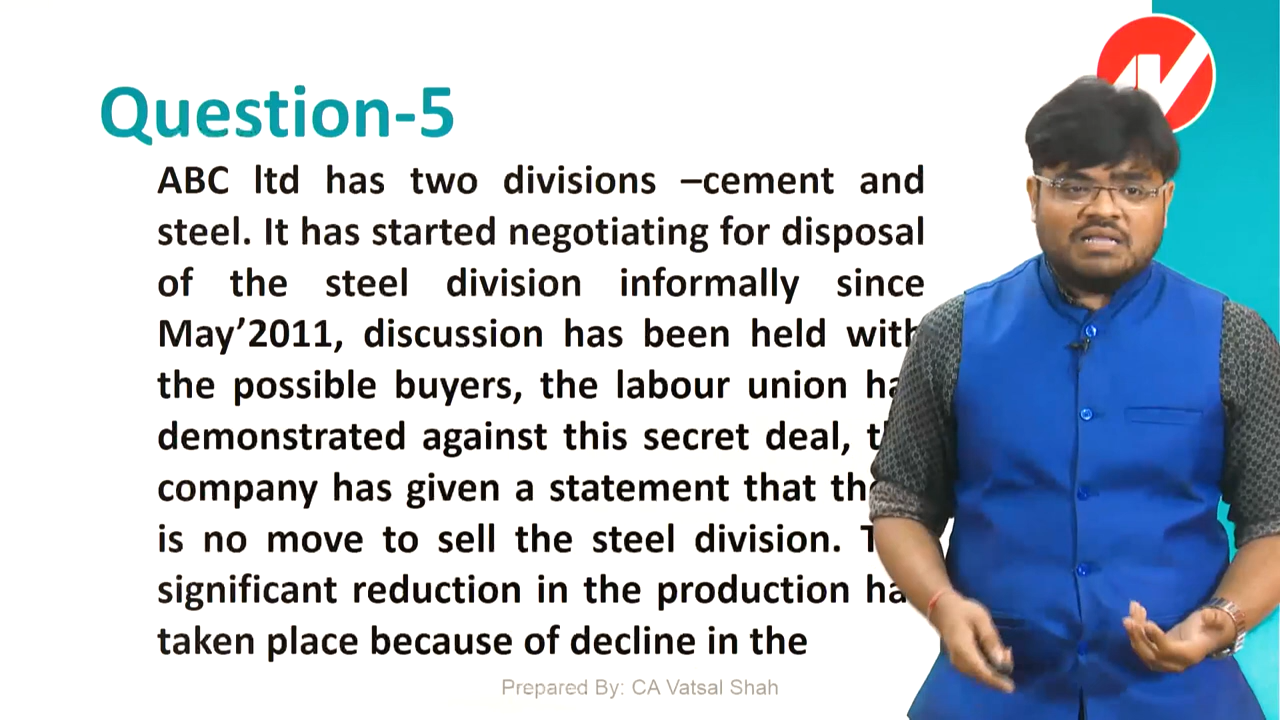 Question-5
ABC ltd has two divisions –cement and
steel. It has started negotiating for disposal
of the steel division informally since
May’2011, discussion has been held with
the possible buyers, the labour union
demonstrated against this secret deal,
company has given a statement that
is no move to sell the steel division.
significant reduction in the production
taken place because of decline in the
Prepared By: CA Vatsal Shah